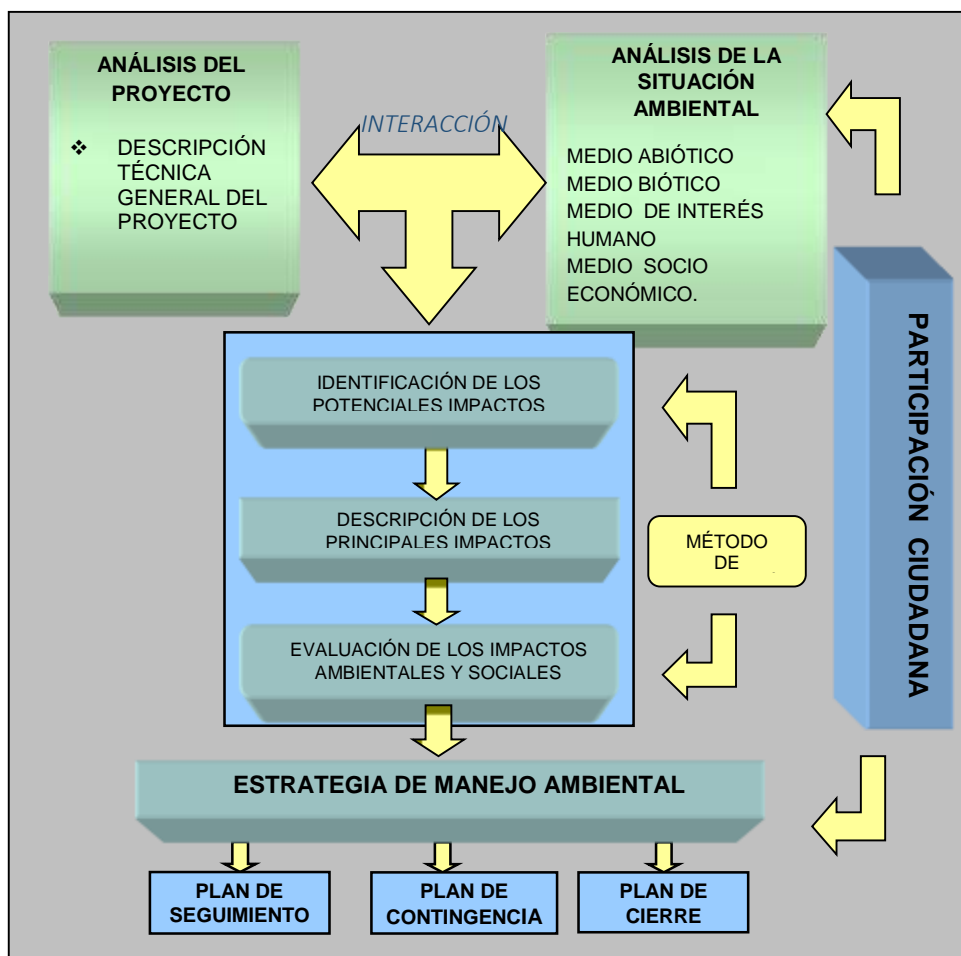 ANÁLISIS DEL
PROYECTO
❖ DESCRIPCIÓN
TÉCNICA
GENERAL DEL
PROYECTO
INTERACCIÓN
ANÁLISIS DE LA
SITUACIÓN
AMBIENTAL
MEDIO ABIÓTICO
MEDIO BIÓTICO
MEDIO DE INTERÉS
HUMANO
MEDIO SOCIO
ECONÓMICO.
IDENTIFICACIÓN DE LOS
POTENCIALES IMPACTOS
DESCRIPCIÓN DE LOS
PRINCIPALES IMPACTOS
EVALUACIÓN DE LOS IMPACTOS
AMBIENTALES Y SOCIALES
MÉTODO
DE
PARTICIPACIÓN CIUDADANA
ESTRATEGIA DE MANEJO AMBIENTAL
PLAN DE
SEGUIMIENTO
PLAN DE
CONTINGENCIA
PLAN DE
CIERRE